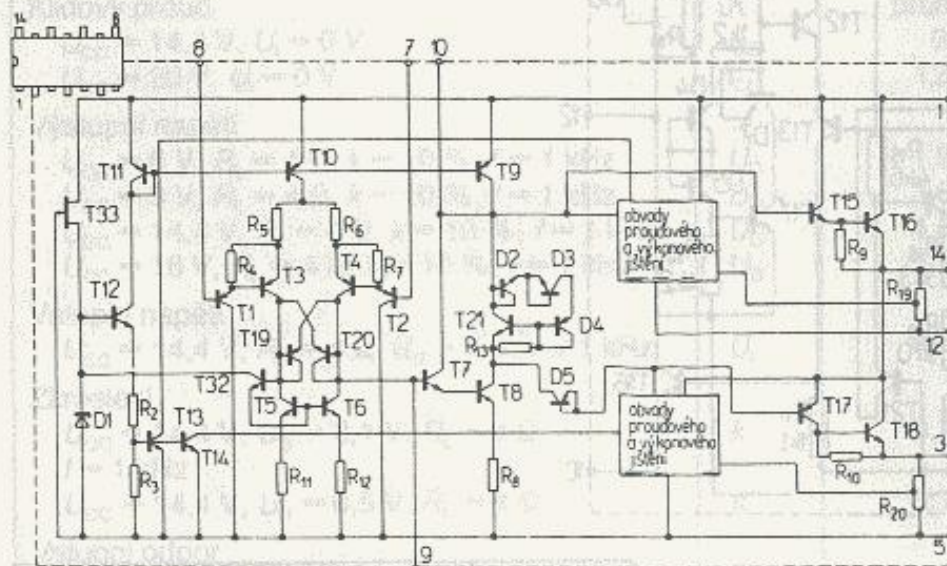 14
8
1
8
7
10
1
T11
T10
T9
T33
R5
R6
T15
T16
T12
R4
T3
T4
R7
obvody
proudového
a výkonového
jištění
R9
14
T1
T2
D2
D3
R19
T19
T20
T21
D4
12
R13
T32
T7
D5
D1
T5
T6
T8
R2
T13
T14
obvody
proudového
a výkonového
jištění
T17
T18
3
R3
R11
R12
R8
R10
R20
9
5